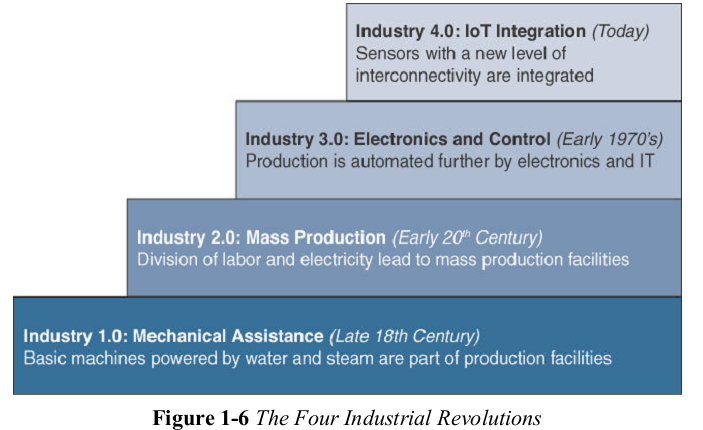 Industry 4.0: IoT Integration (Today)
Sensors with a new level of
interconnectivity are integrated
Industry 3.0: Electronics and Control (Early 1970's)
Production is automated further by electronics and IT
Industry 2.0: Mass Production (Early 20th Century)
Division of labor and electricity lead to mass production facilities
Industry 1.0: Mechanical Assistance (Late 18th Century)
Basic machines powered by water and steam are part of production facilities
Figure 1-6 The Four Industrial Revolutions